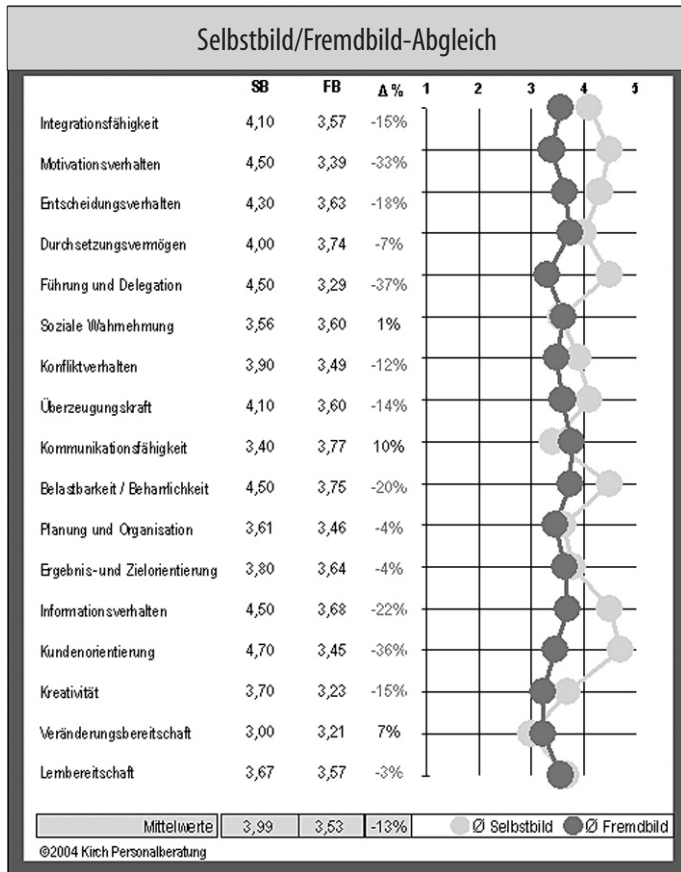 Selbstbild/Fremdbild-Abgleich
SB FB Δ % 1 2 3 4 5
Integrationsfähigkeit 4,10 3,57 -15%
Motivationsverhalten 4,50 3,39 -33%
Entscheidungsverhalten 4,30 3,63 -18%
Durchsetzungsvermögen 4,00 3,74 -7%
Führung und Delegation 4,50 3,29 -37%
Soziale Wahrnehmung 3,56 3,60 1%
Konfliktverhalten 3,90 3,49 -12%
Überzeugungskraft 4,10 3,60 -14%
Kommunikationsfähigkeit 3,40 3,77 10%
Belastbarkeit / Beharrlichkeit 4,50 3,75 -20%
Planung und Organisation 3,61 3,46 -4%
Ergebnis-und Zielorientierung 3,80 3,64 -4%
Informationsverhalten 4,50 3,68 -22%
Kundenorientierung 4,70 3,45 -36%
Kreativität 3,70 3,23 -15%
Veränderungsbereitschaft 3,00 3,21 7%
Lernbereitschaft 3,67 3,57 -3%
Mittelwerte 3,99 3,53 -13% Ø Selbstbild Ø Fremdbild
©2004 Kirch Personalberatung